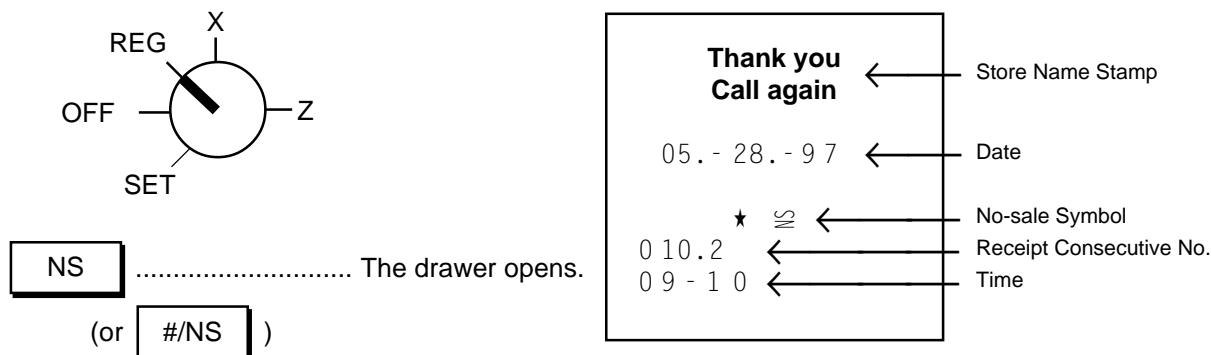 X
REG
OFF
Z
SET
NS ............................ The drawer opens.
(or #/NS )
Thank you
Call again
Store Name Stamp
05.-28.-97
Date
★ NS
No-sale Symbol
010.2
Receipt Consecutive No.
09-10
Time